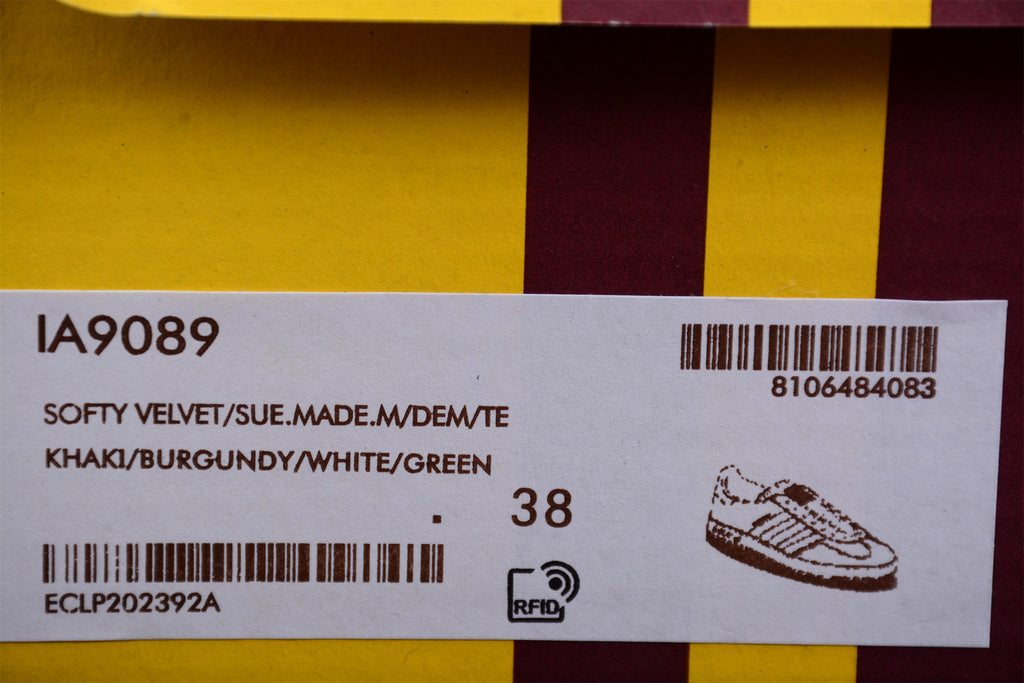 IA9089
8106484083
SOFTY VELVET/SUE.MADE.M/DEM/TE
KHAKI/BURGUNDY/WHITE/GREEN
. 38
ECLP202392A
RFID